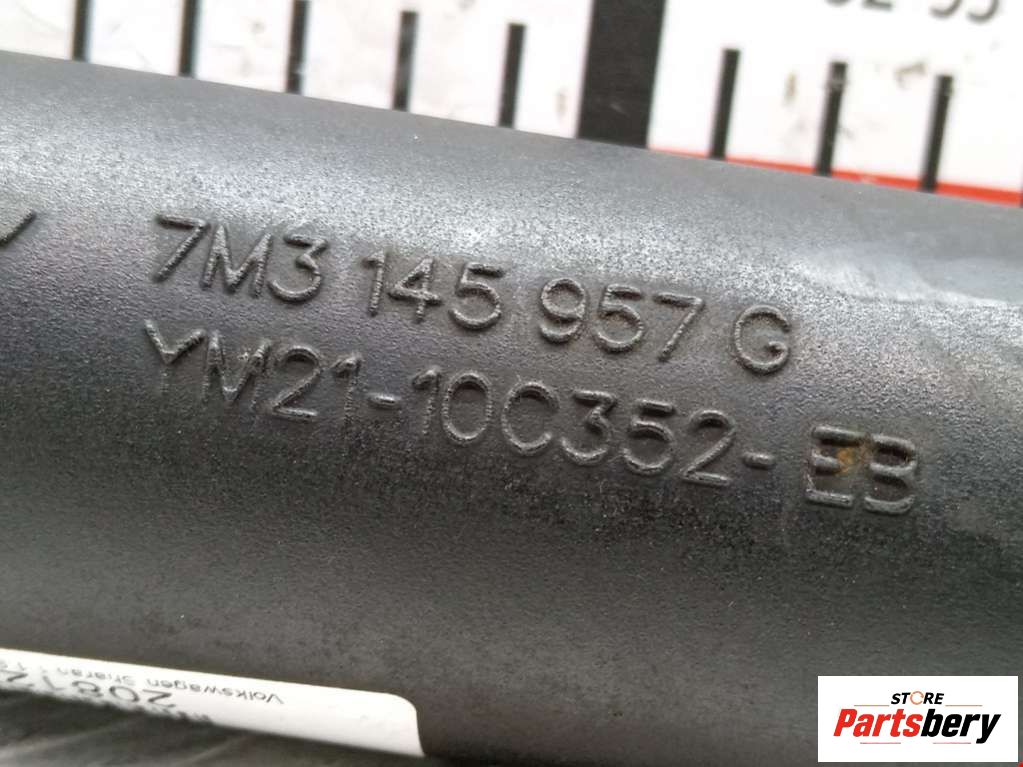 7M3 145 957 G
YM21-10C352-EB
Volkswagen Sharan
STORE
Partsbery